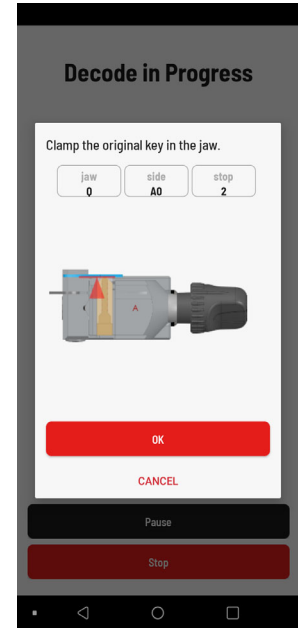 Decode in Progress
Clamp the original key in the jaw.
jaw side stop
Q A0 2
A
OK
CANCEL
Pause
Stop